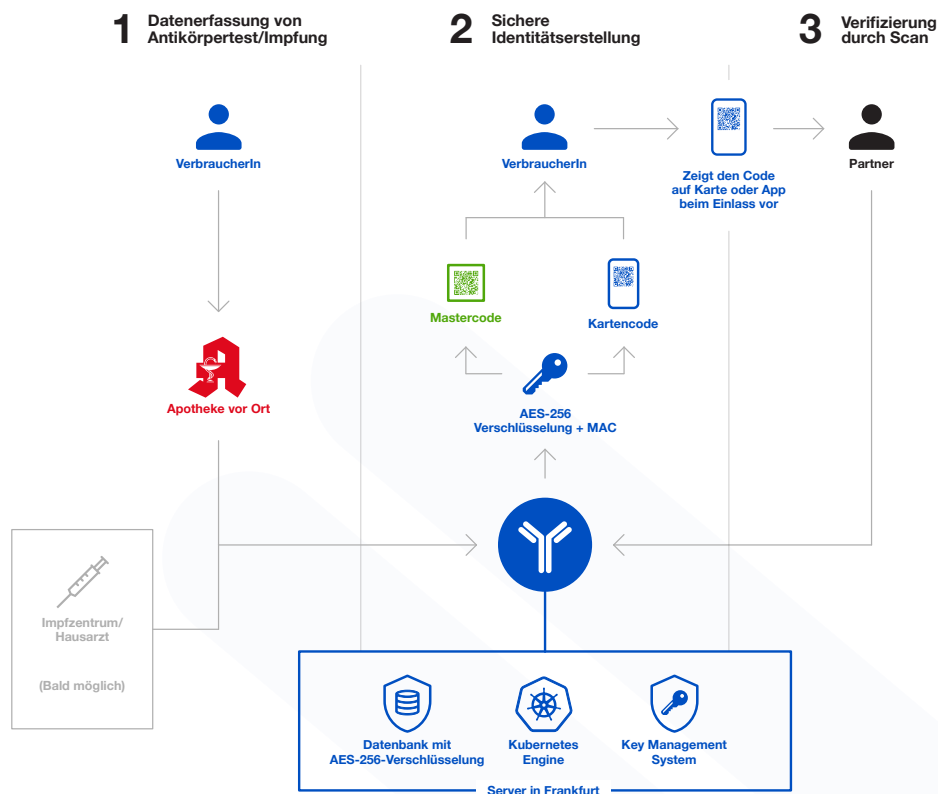 1 Datenerfassung von
Antikörpertest/Impfung
2 Sichere
Identitätserstellung
3 Verifizierung
durch Scan
VerbraucherIn
VerbraucherIn
Zeigt den Code
auf Karte oder App
beim Einlass vor
Partner
Mastercode
Kartencode
Apotheke vor Ort
AES-256
Verschlüsselung + MAC
Impfzentrum/
Hausarzt
(Bald möglich)
Datenbank mit
AES-256-Verschlüsselung
Kubernetes
Engine
Key Management
System
Server in Frankfurt